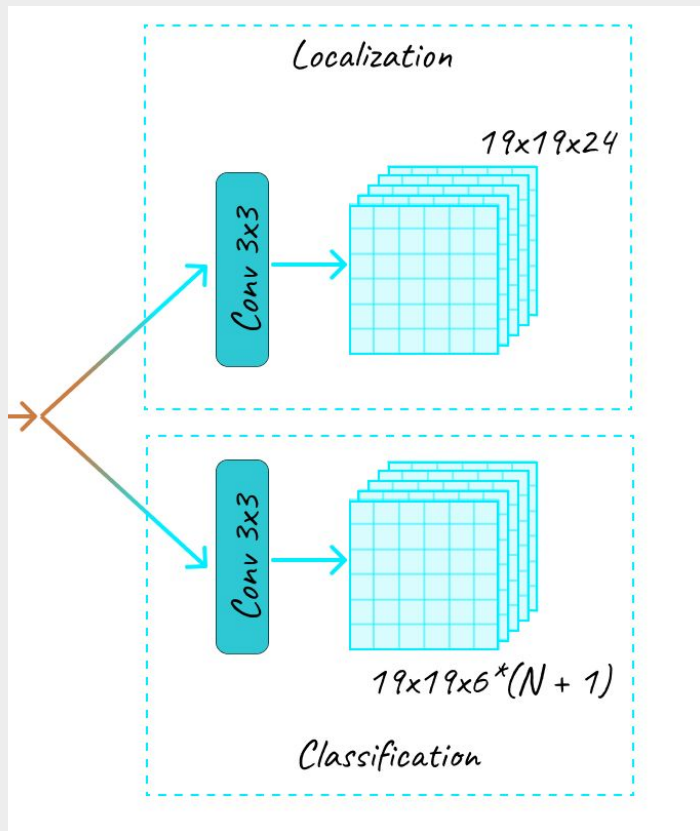 Localization
19x19x24
Conv 3x3
Conv 3x3
19x19x6*(N + 1)
Classification